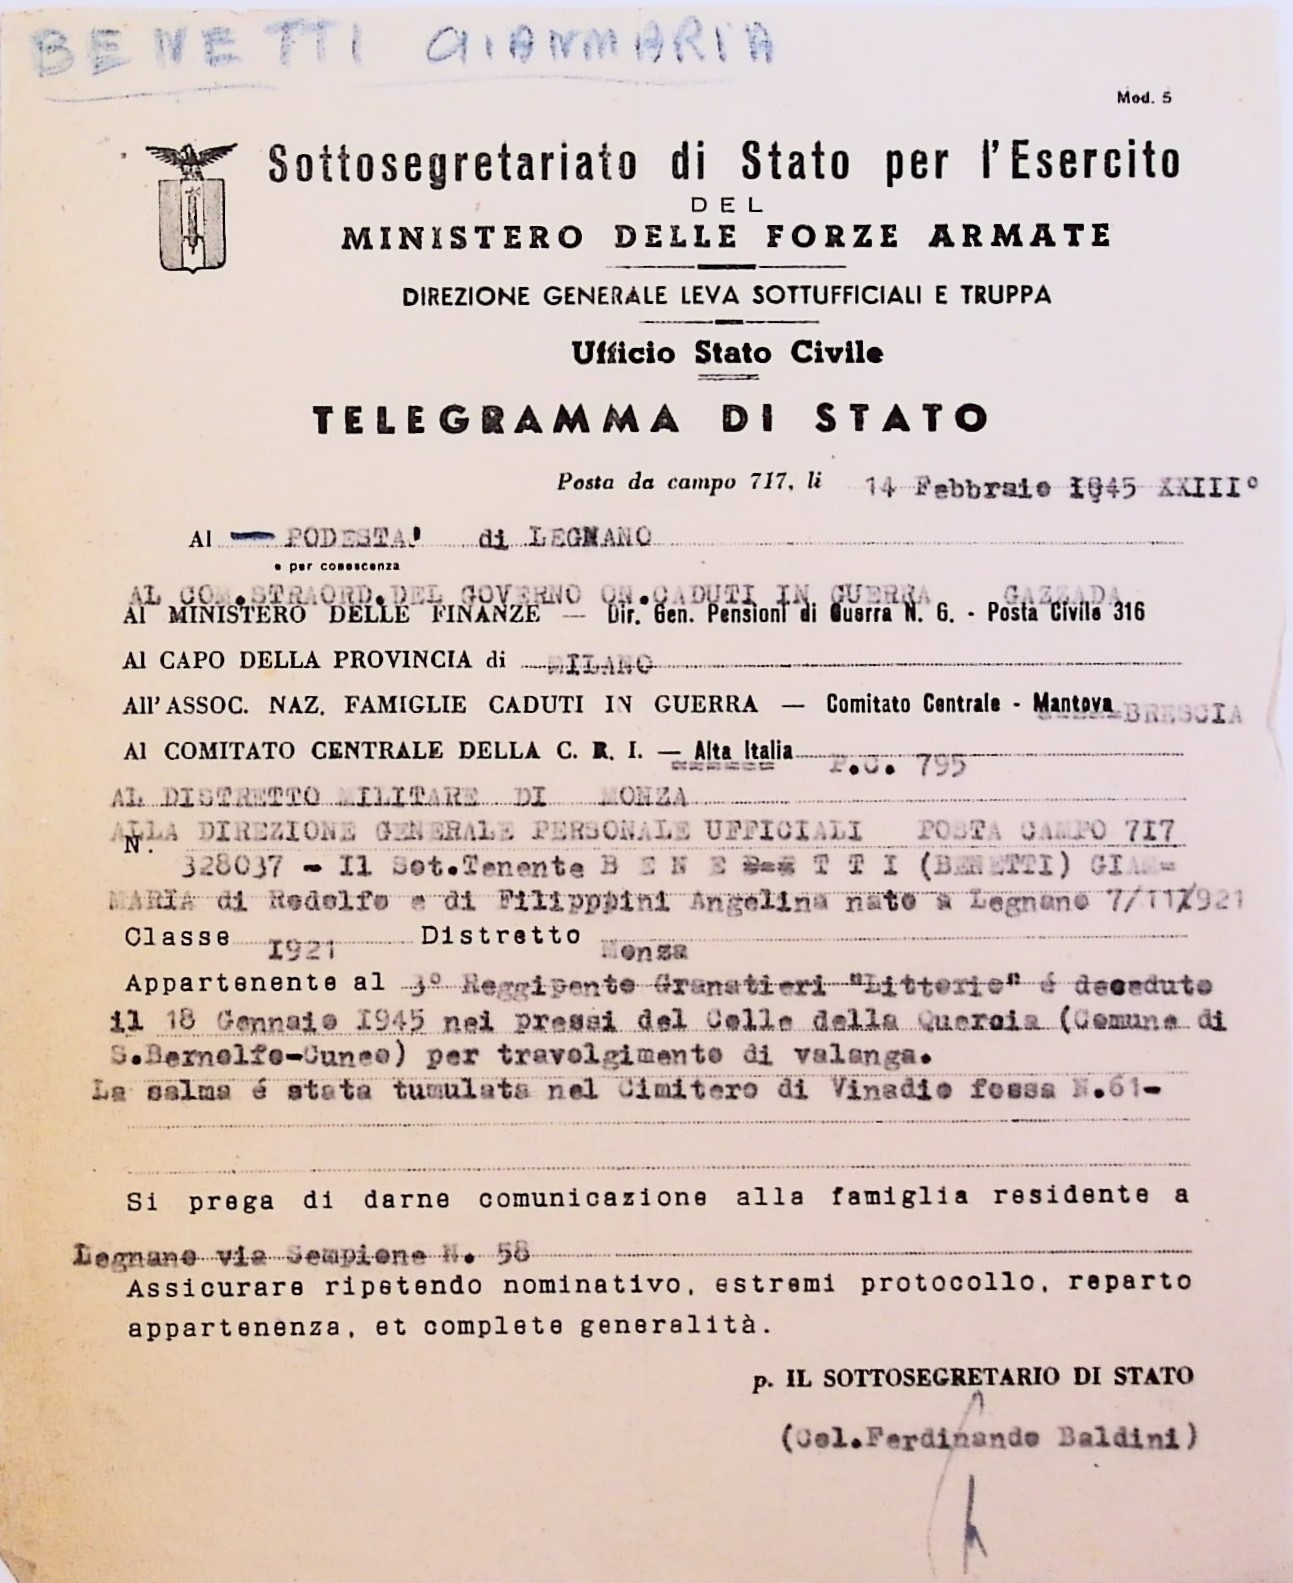 BENETTI GIANMARIA
Mod. 5
Sottosegretariato di Stato per l'Esercito
DEL
MINISTERO DELLE FORZE ARMATE
DIREZIONE GENERALE LEVA SOTTUFFICIALI E TRUPPA
Ufficio Stato Civile
TELEGRAMMA DI STATO
Posta da campo 717, li 14 Febbraio 1945 XXIII°
Al PODESTA' di LEGNANO
e per conoscenza
AL COM.STRAORD.DEL GOVERNO ON.CADUTI IN GUERRA GAZZADA
Al MINISTERO DELLE FINANZE — Dir. Gen. Pensioni di Guerra N. 6. - Posta Civile 316
Al CAPO DELLA PROVINCIA di MILANO
All'ASSOC. NAZ. FAMIGLIE CADUTI IN GUERRA — Comitato Centrale - Mantova BRESCIA
Al COMITATO CENTRALE DELLA C. R. I. — Alta Italia P.C. 795
AL DISTRETTO MILITARE DI MONZA
ALLA DIREZIONE GENERALE PERSONALE UFFICIALI POSTA CAMPO 717
N. 328037 - Il Sot.Tenente B E N E T T I (BENETTI) GIAM=
MARIA di Rodolfo e di Filipppini Angelina nato a Legnano 7/11/1921
Classe 1921 Distretto Monza
Appartenente al 3° Reggipento Granatieri "Littorio" é deceduto
il 18 Gennaio 1945 nei pressi del Colle della Quercia (Comune di
S.Bernolfo-Cuneo) per travolgimento di valanga.
La salma é stata tumulata nel Cimitero di Vinadio fossa N.61-
Si prega di darne comunicazione alla famiglia residente a
Legnano via Sempione N. 58
Assicurare ripetendo nominativo, estremi protocollo, reparto
appartenenza, et complete generalità.
p. IL SOTTOSEGRETARIO DI STATO
(Col.Ferdinando Baldini)